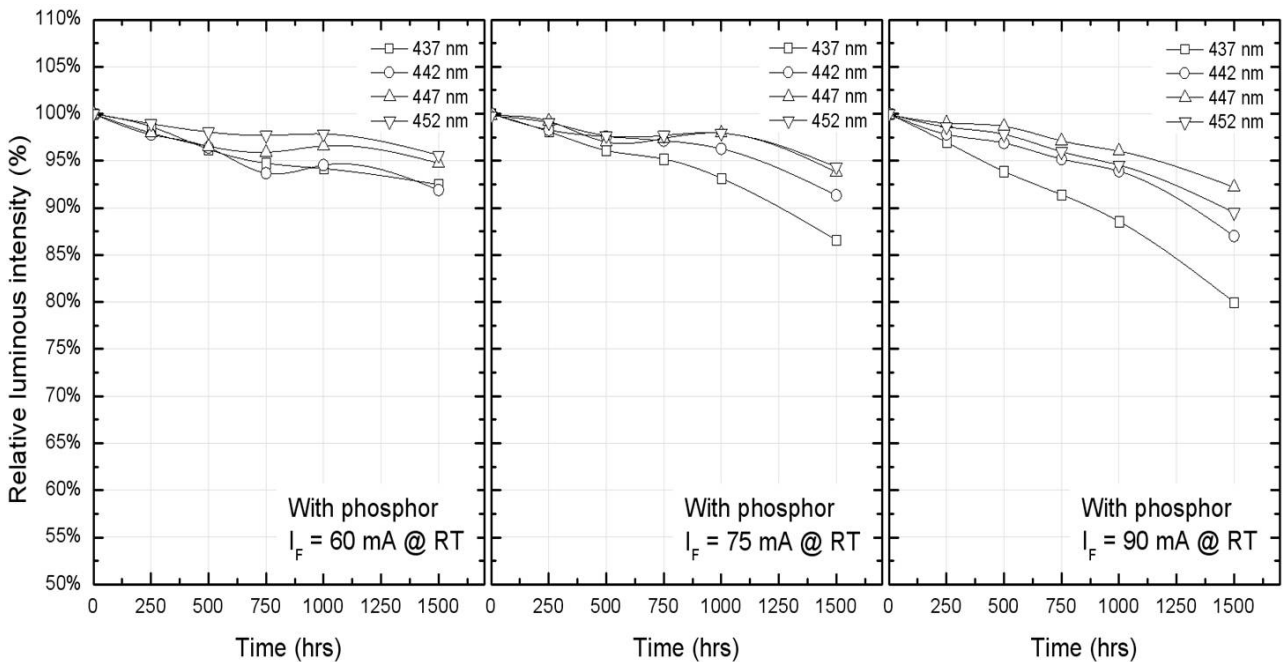 Relative luminous intensity (%)
110%
105%
100%
95%
90%
85%
80%
75%
70%
65%
60%
55%
50%
437 nm
442 nm
447 nm
452 nm
With phosphor
I_F = 60 mA @ RT
0 250 500 750 1000 1250 1500
Time (hrs)
437 nm
442 nm
447 nm
452 nm
With phosphor
I_F = 75 mA @ RT
0 250 500 750 1000 1250 1500
Time (hrs)
437 nm
442 nm
447 nm
452 nm
With phosphor
I_F = 90 mA @ RT
0 250 500 750 1000 1250 1500
Time (hrs)